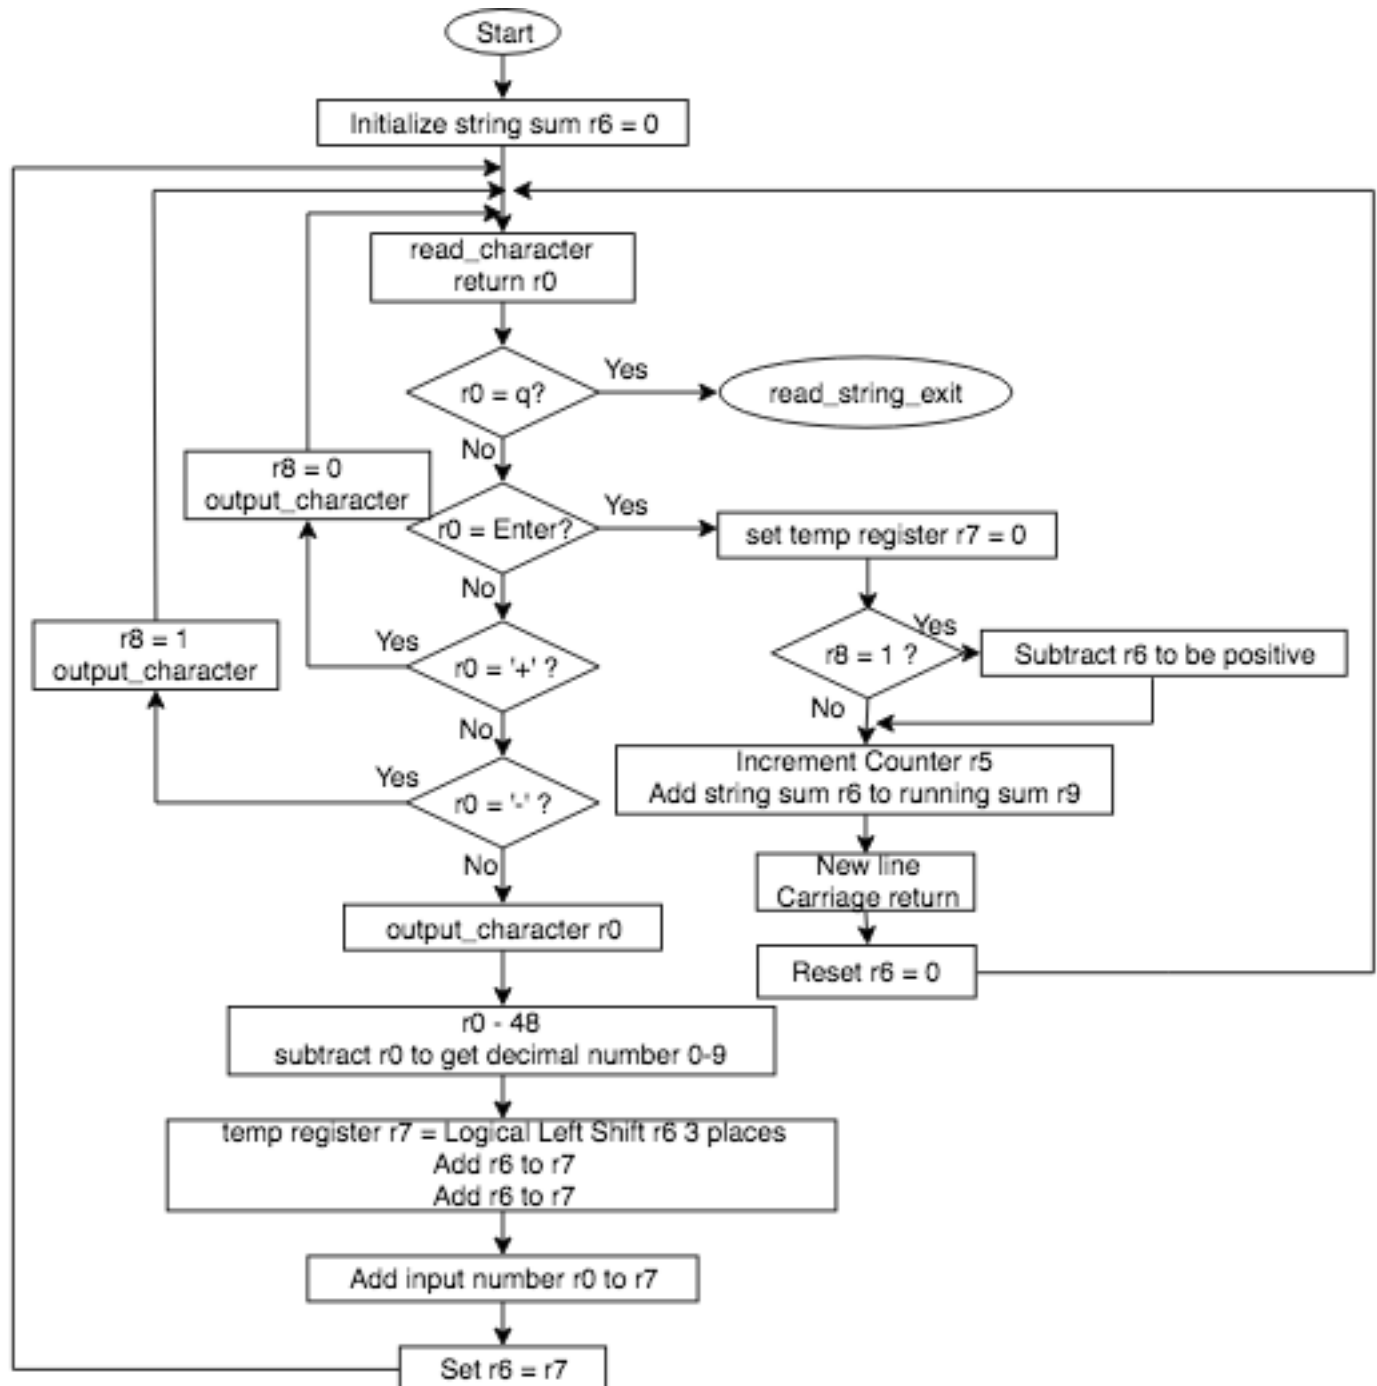 Start
Initialize string sum r6 = 0
read_character
return r0
r0 = q?
Yes
read_string_exit
No
r8 = 0
output_character
r0 = Enter?
Yes
set temp register r7 = 0
No
r8 = 1
output_character
Yes
r0 = '+' ?
r8 = 1 ?
Yes
Subtract r6 to be positive
No
No
Yes
r0 = '-' ?
Increment Counter r5
Add string sum r6 to running sum r9
No
New line
Carriage return
output_character r0
Reset r6 = 0
r0 - 48
subtract r0 to get decimal number 0-9
temp register r7 = Logical Left Shift r6 3 places
Add r6 to r7
Add r6 to r7
Add input number r0 to r7
Set r6 = r7